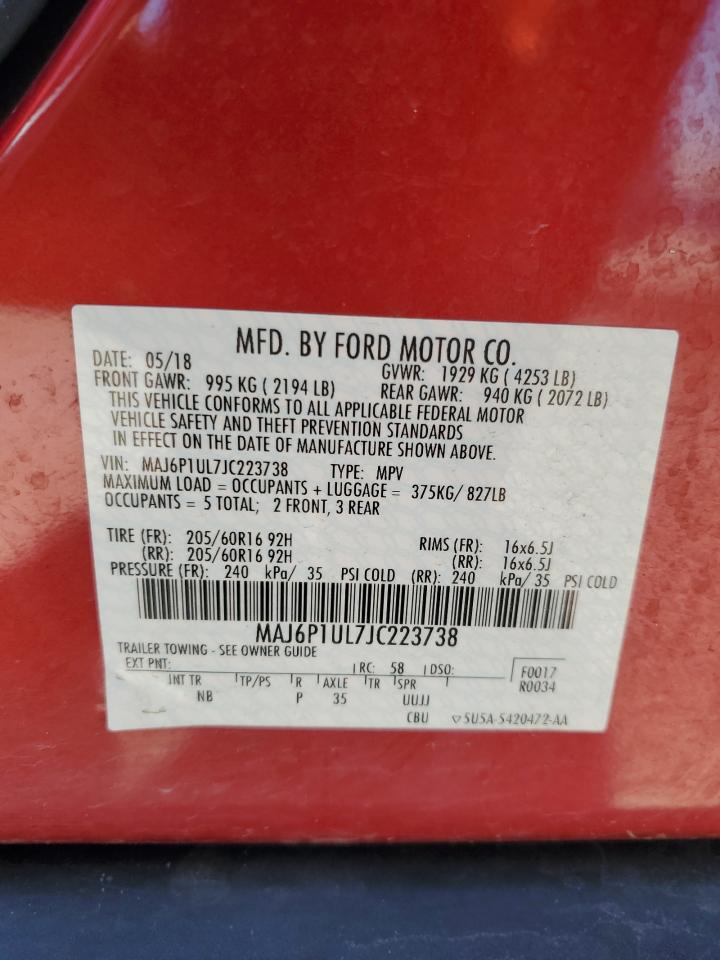 MFD. BY FORD MOTOR CO.
DATE: 05/18 GVWR: 1929 KG ( 4253 LB)
FRONT GAWR: 995 KG ( 2194 LB) REAR GAWR: 940 KG ( 2072 LB)
THIS VEHICLE CONFORMS TO ALL APPLICABLE FEDERAL MOTOR
VEHICLE SAFETY AND THEFT PREVENTION STANDARDS
IN EFFECT ON THE DATE OF MANUFACTURE SHOWN ABOVE.
VIN: MAJ6P1UL7JC223738 TYPE: MPV
MAXIMUM LOAD = OCCUPANTS + LUGGAGE = 375KG/ 827LB
OCCUPANTS = 5 TOTAL; 2 FRONT, 3 REAR
TIRE (FR): 205/60R16 92H RIMS (FR): 16x6.5J
(RR): 205/60R16 92H (RR): 16x6.5J
PRESSURE (FR): 240 kPa/ 35 PSI COLD (RR): 240 kPa/ 35 PSI COLD
MAJ6P1UL7JC223738
TRAILER TOWING - SEE OWNER GUIDE
EXT PNT: RC: 58 DSO: F0017
R0034
INT TR TP/PS R AXLE TR SPR
NB P 35 UUJJ
CBU ▽ 5U5A-5420472-AA